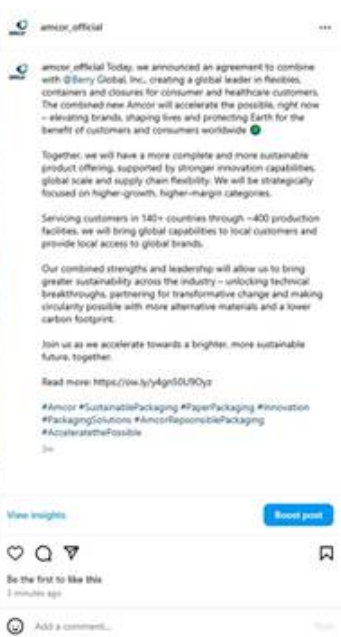 amcor_official
amcor_official Today, we announced an agreement to combine
with @Berry Global, Inc., creating a global leader in flexibles,
containers and closures for consumer and healthcare customers.
The combined new Amcor will accelerate the possible, right now
– elevating brands, shaping lives and protecting Earth for the
benefit of customers and consumers worldwide
Together, we will have a more complete and more sustainable
product offering, supported by stronger innovation capabilities,
global scale and supply chain flexibility. We will be strategically
focused on higher-growth, higher-margin categories.
Servicing customers in 140+ countries through ~400 production
facilities, we will bring global capabilities to local customers and
provide local access to global brands.
Our combined strengths and leadership will allow us to bring
greater sustainability across the industry – unlocking technical
breakthroughs, partnering for transformative change and making
circularity possible with more alternative materials and a lower
carbon footprint.
Join us as we accelerate towards a brighter, more sustainable
future, together.
Read more:
#Amcor #SustainablePackaging #PaperPackaging #Innovation
#PackagingSolutions #AmcorRepsonsiblePackaging
#AcceleratethePossible
View insights
Boost post
Be the first to like this
3 minutes ago
Add a comment...